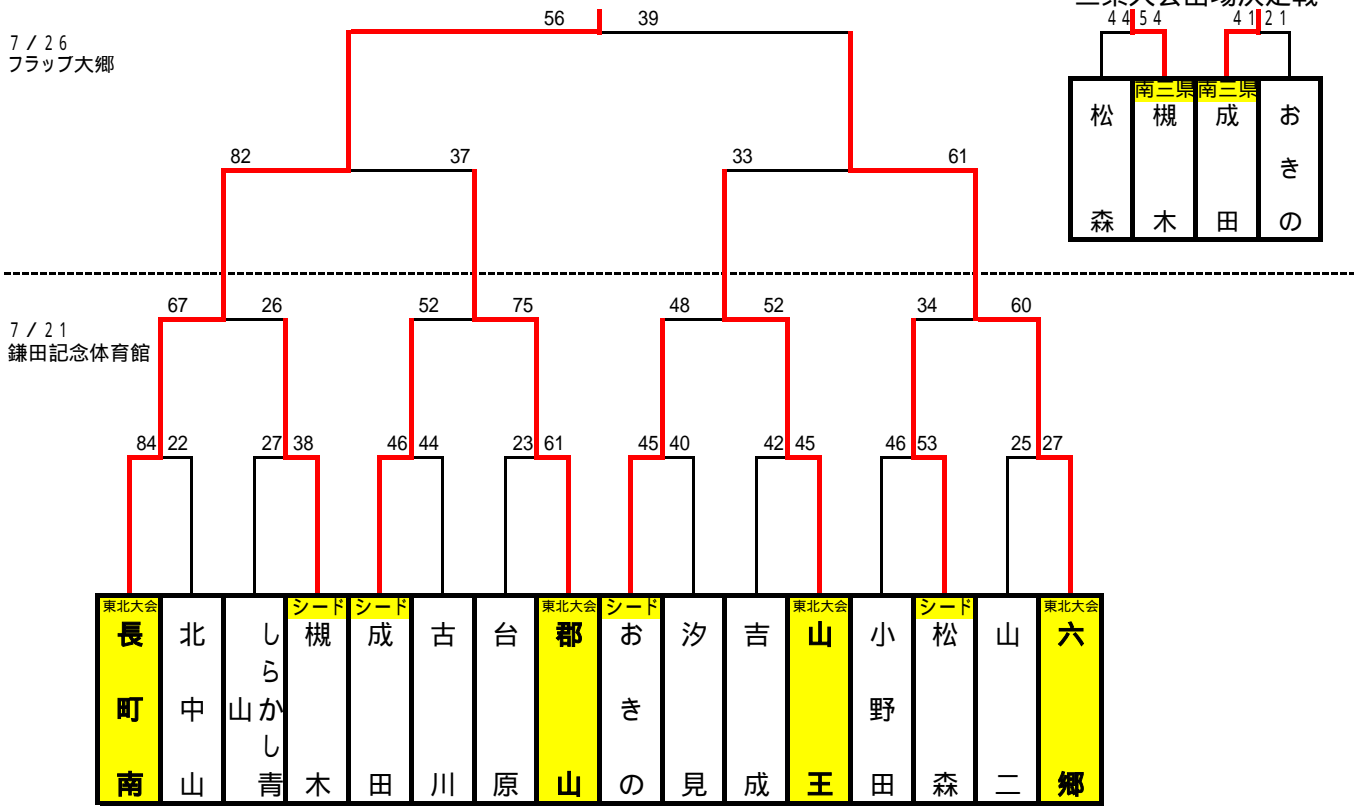 56 39
7/26
フラップ大郷
82 37 33 61
44 54 41 21
南三県 南三県
松森 槻木 成田 おきの
7/21
鎌田記念体育館
67 26 52 75 48 52 34 60
84 22 27 38 46 44 23 61 45 40 42 45 46 53 25 27
東北大会 シード シード 東北大会 シード 東北大会 シード 東北大会
長町南
北中山
しらかし青山
槻木
成田
古川
台原
郡山
おきの
汐見
吉成
山王
小野田
松森
山二
六郷